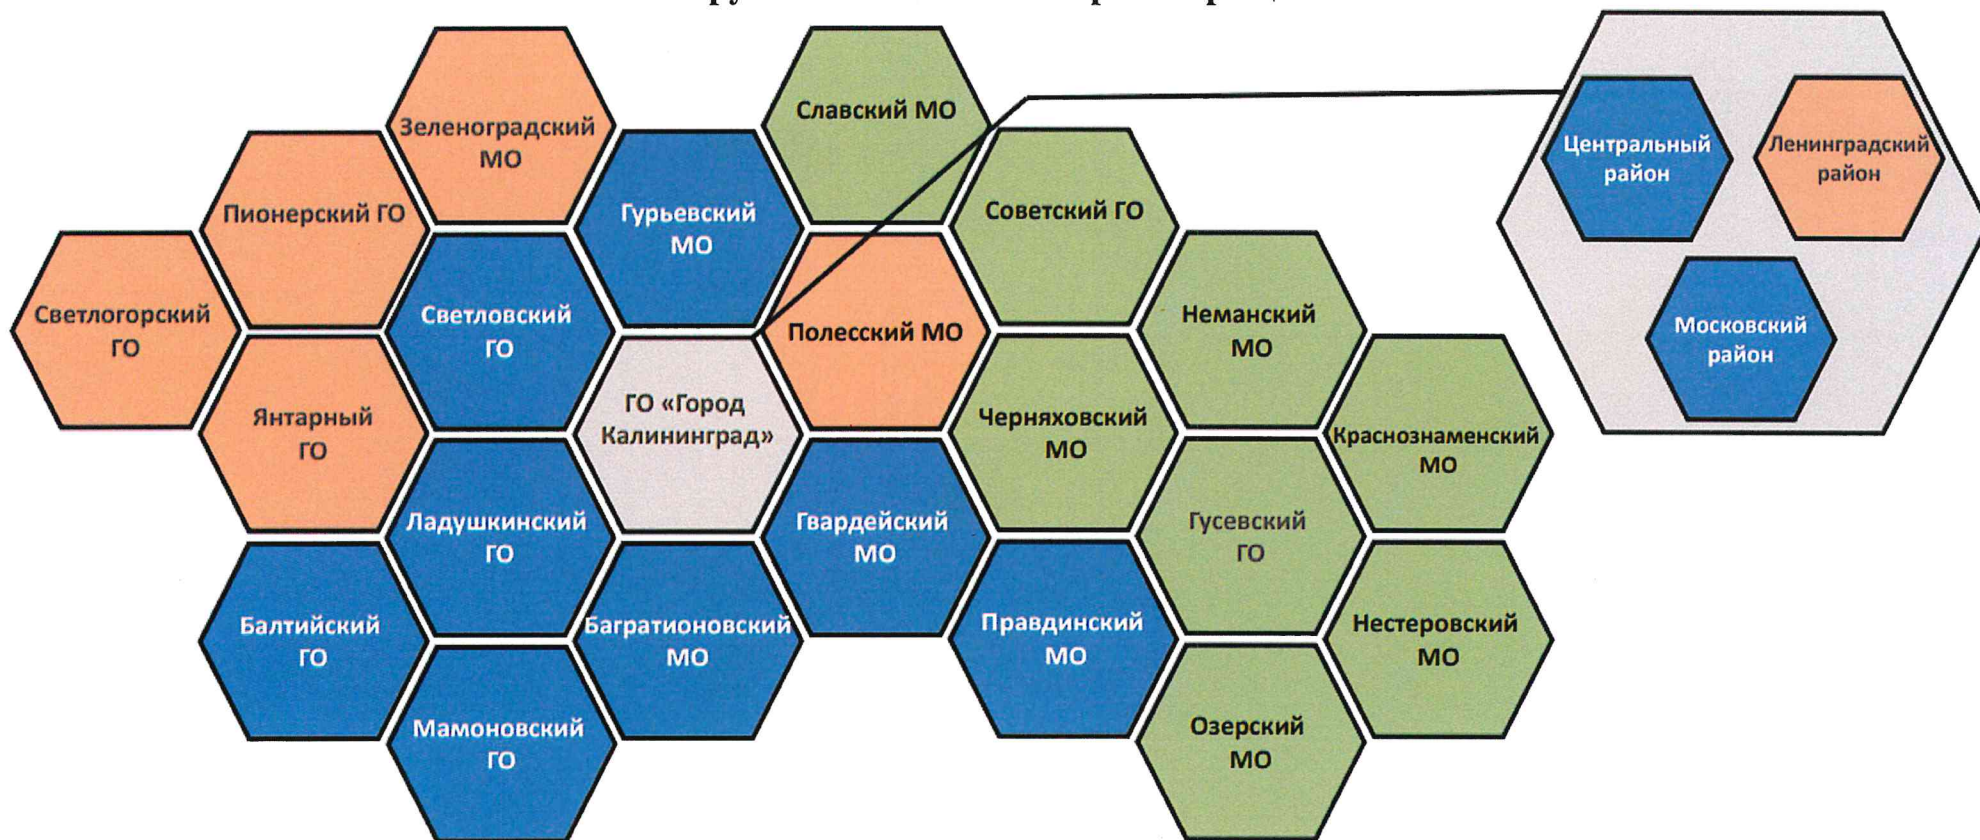 Зеленоградский
МО
Славский МО
Пионерский ГО
Гурьевский
МО
Советский ГО
Светлогорский
ГО
Светловский
ГО
Полесский МО
Неманский
МО
Янтарный
ГО
ГО «Город
Калининград»
Черняховский
МО
Краснознаменский
МО
Ладушкинский
ГО
Гвардейский
МО
Гусевский
ГО
Балтийский
ГО
Багратионовский
МО
Правдинский
МО
Нестеровский
МО
Мамоновский
ГО
Озерский
МО
Центральный
район
Ленинградский
район
Московский
район